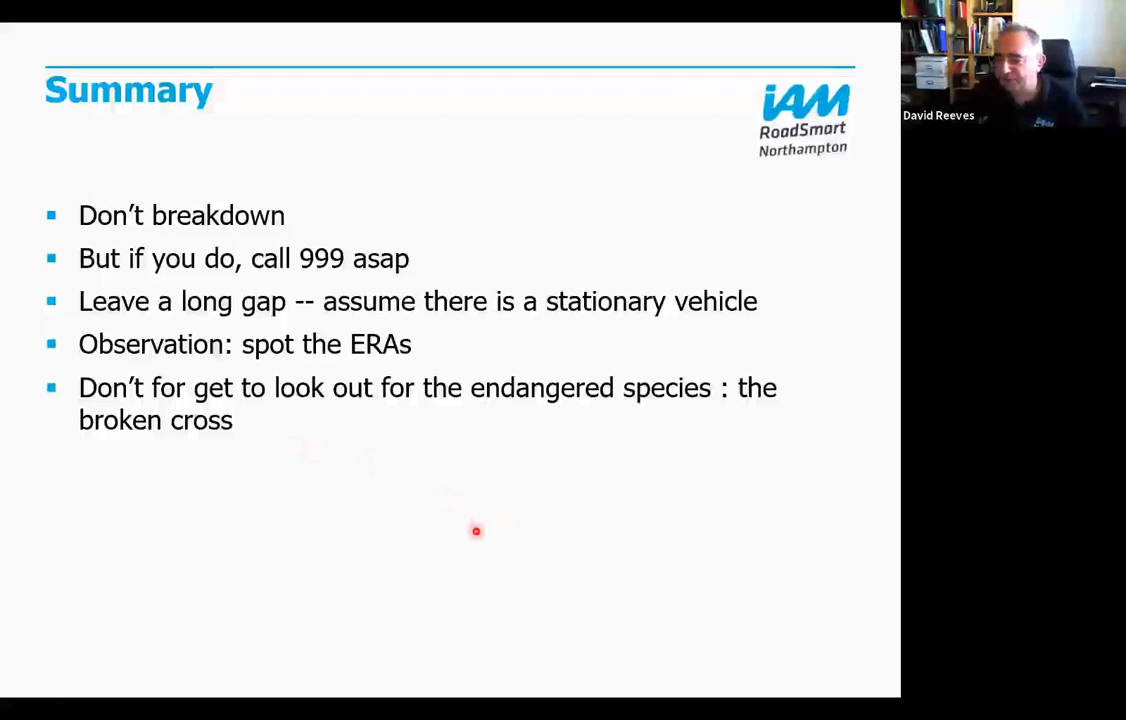 Summary
iAM
RoadSmart
Northampton
David Reeves
Don't breakdown
But if you do, call 999 asap
Leave a long gap -- assume there is a stationary vehicle
Observation: spot the ERAs
Don't for get to look out for the endangered species : the
broken cross